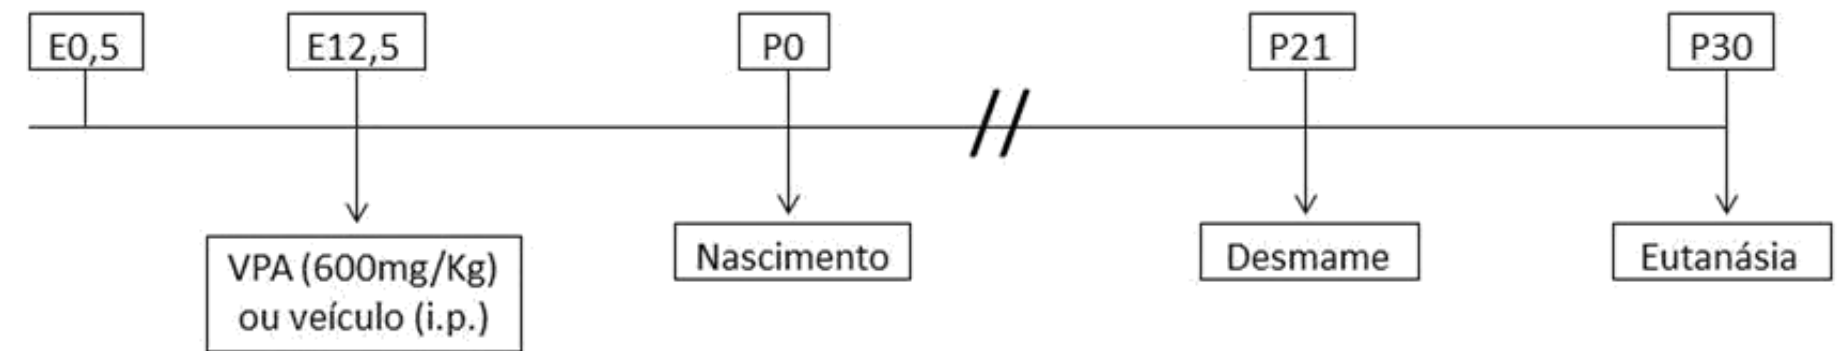 E0,5
E12,5
P0
P21
P30
VPA (600mg/Kg)
ou veículo (i.p.)
Nascimento
Desmame
Eutanásia